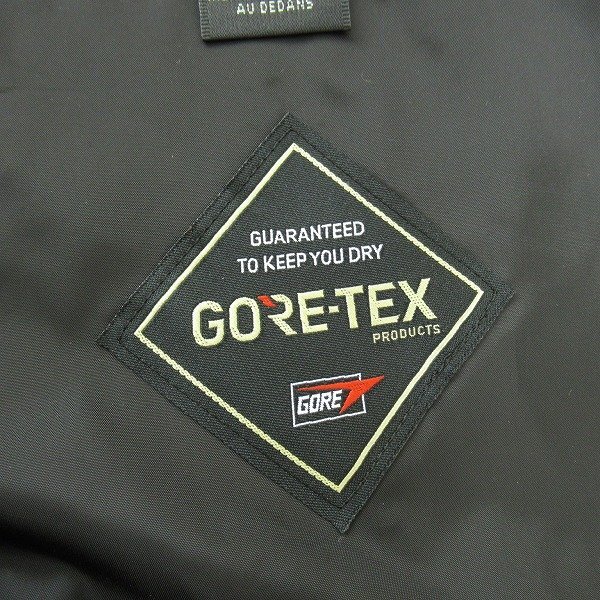 AU DEDANS
GUARANTEED
TO KEEP YOU DRY
GORE-TEX
PRODUCTS
GORE